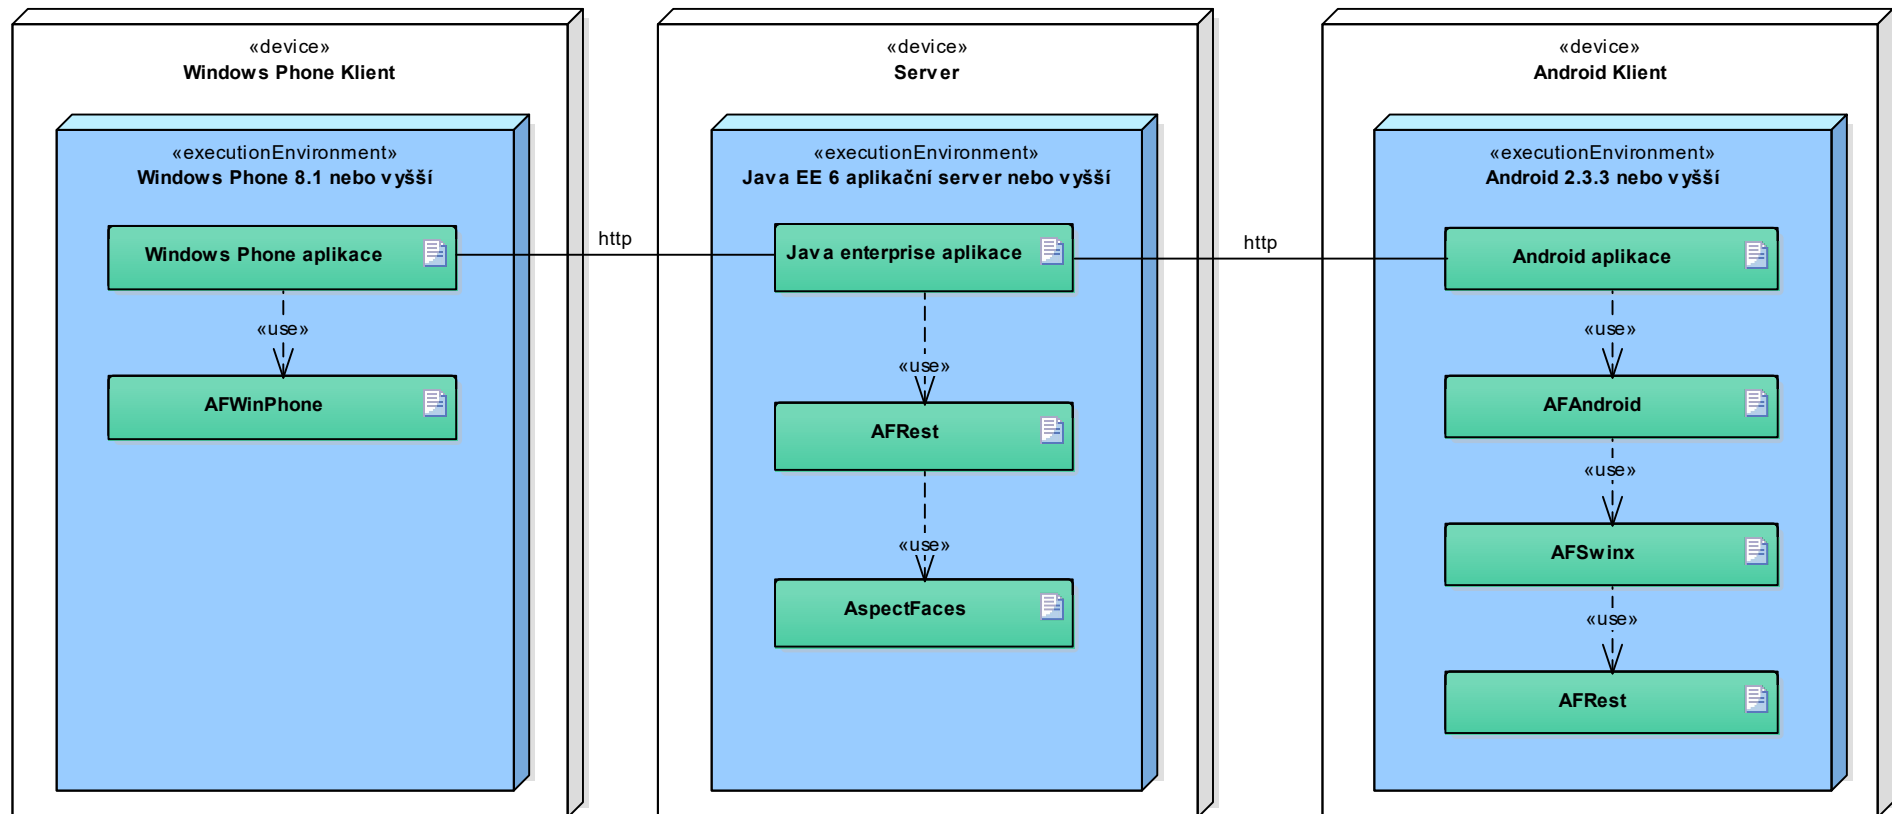 «device»
Windows Phone Klient
«executionEnvironment»
Windows Phone 8.1 nebo vyšší
Windows Phone aplikace
«use»
AFWinPhone
http
«device»
Server
«executionEnvironment»
Java EE 6 aplikační server nebo vyšší
Java enterprise aplikace
«use»
AFRest
«use»
AspectFaces
http
«device»
Android Klient
«executionEnvironment»
Android 2.3.3 nebo vyšší
Android aplikace
«use»
AFAndroid
«use»
AFSwinx
«use»
AFRest